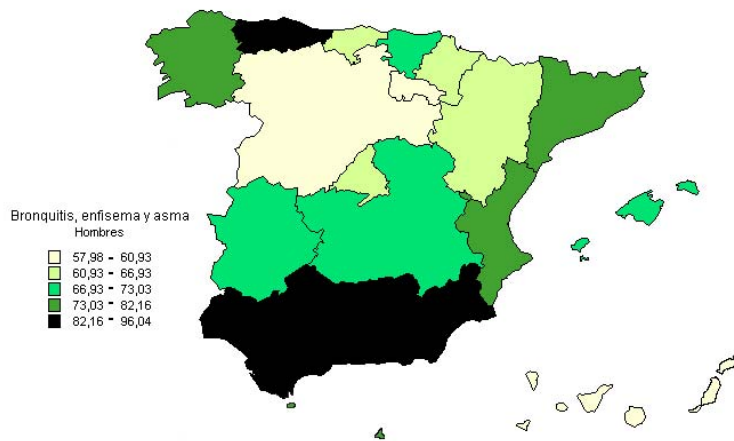 Bronquitis, enfisema y asma
Hombres
57,98 - 60,93
60,93 - 66,93
66,93 - 73,03
73,03 - 82,16
82,16 - 96,04